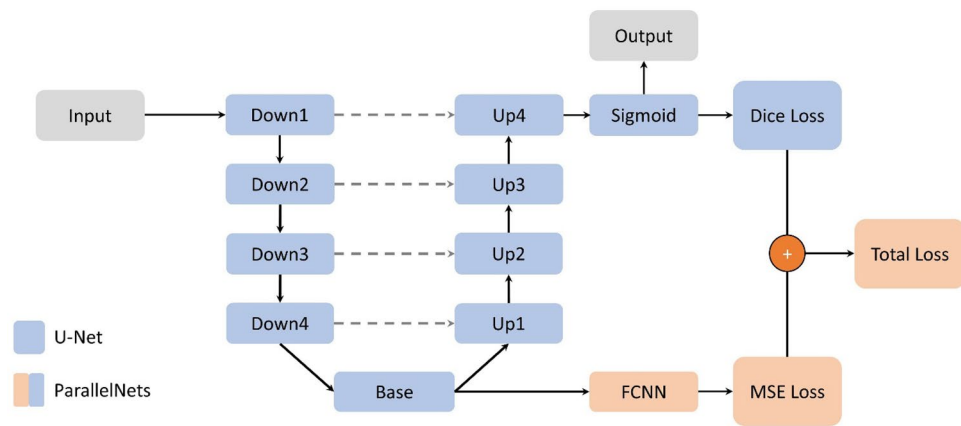 Output
Input
Down1
Up4
Sigmoid
Dice Loss
Down2
Up3
Down3
Up2
+
Total Loss
Down4
Up1
U-Net
Base
FCNN
MSE Loss
ParallelNets